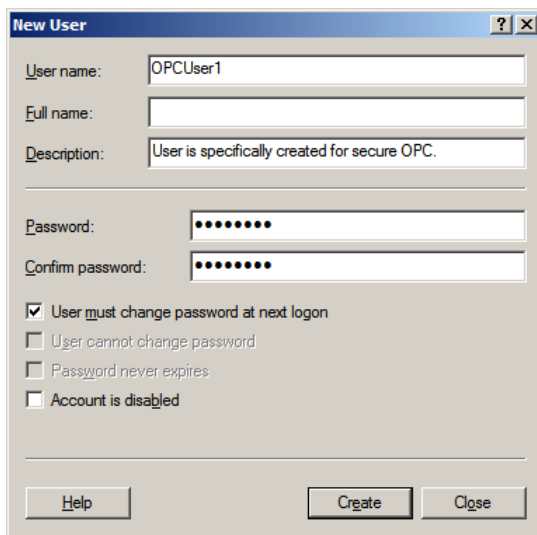 New User
User name: OPCUser1
Full name:
Description: User is specifically created for secure OPC.
Password: ●●●●●●●●
Confirm password: ●●●●●●●●
User must change password at next logon
User cannot change password
Password never expires
Account is disabled
Help Create Close